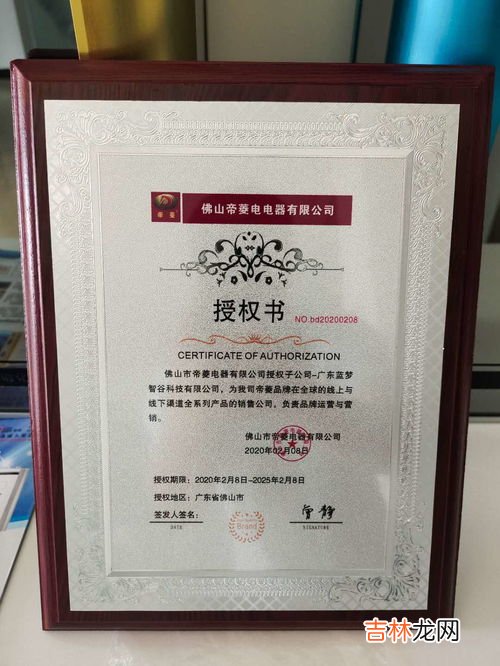 帝菱
佛山帝菱电电器有限公司
授权书
NO.bd20200208
CERTIFICATE OF AUTHORIZATION
佛山市帝菱电器有限公司授权子公司-广东蓝梦
智谷科技有限公司，为我司帝菱品牌在全球的线上与
线下渠道全系列产品的销售公司，负责品牌运营与营
销。
佛山市帝菱电器有限公司
2020年02月08日
授权期限：2020年2月8日-2025年2月8日
授权地区：广东省佛山市
签发人签名：
曾静
DATE
Brand
SIGNATURE
吉林龙网